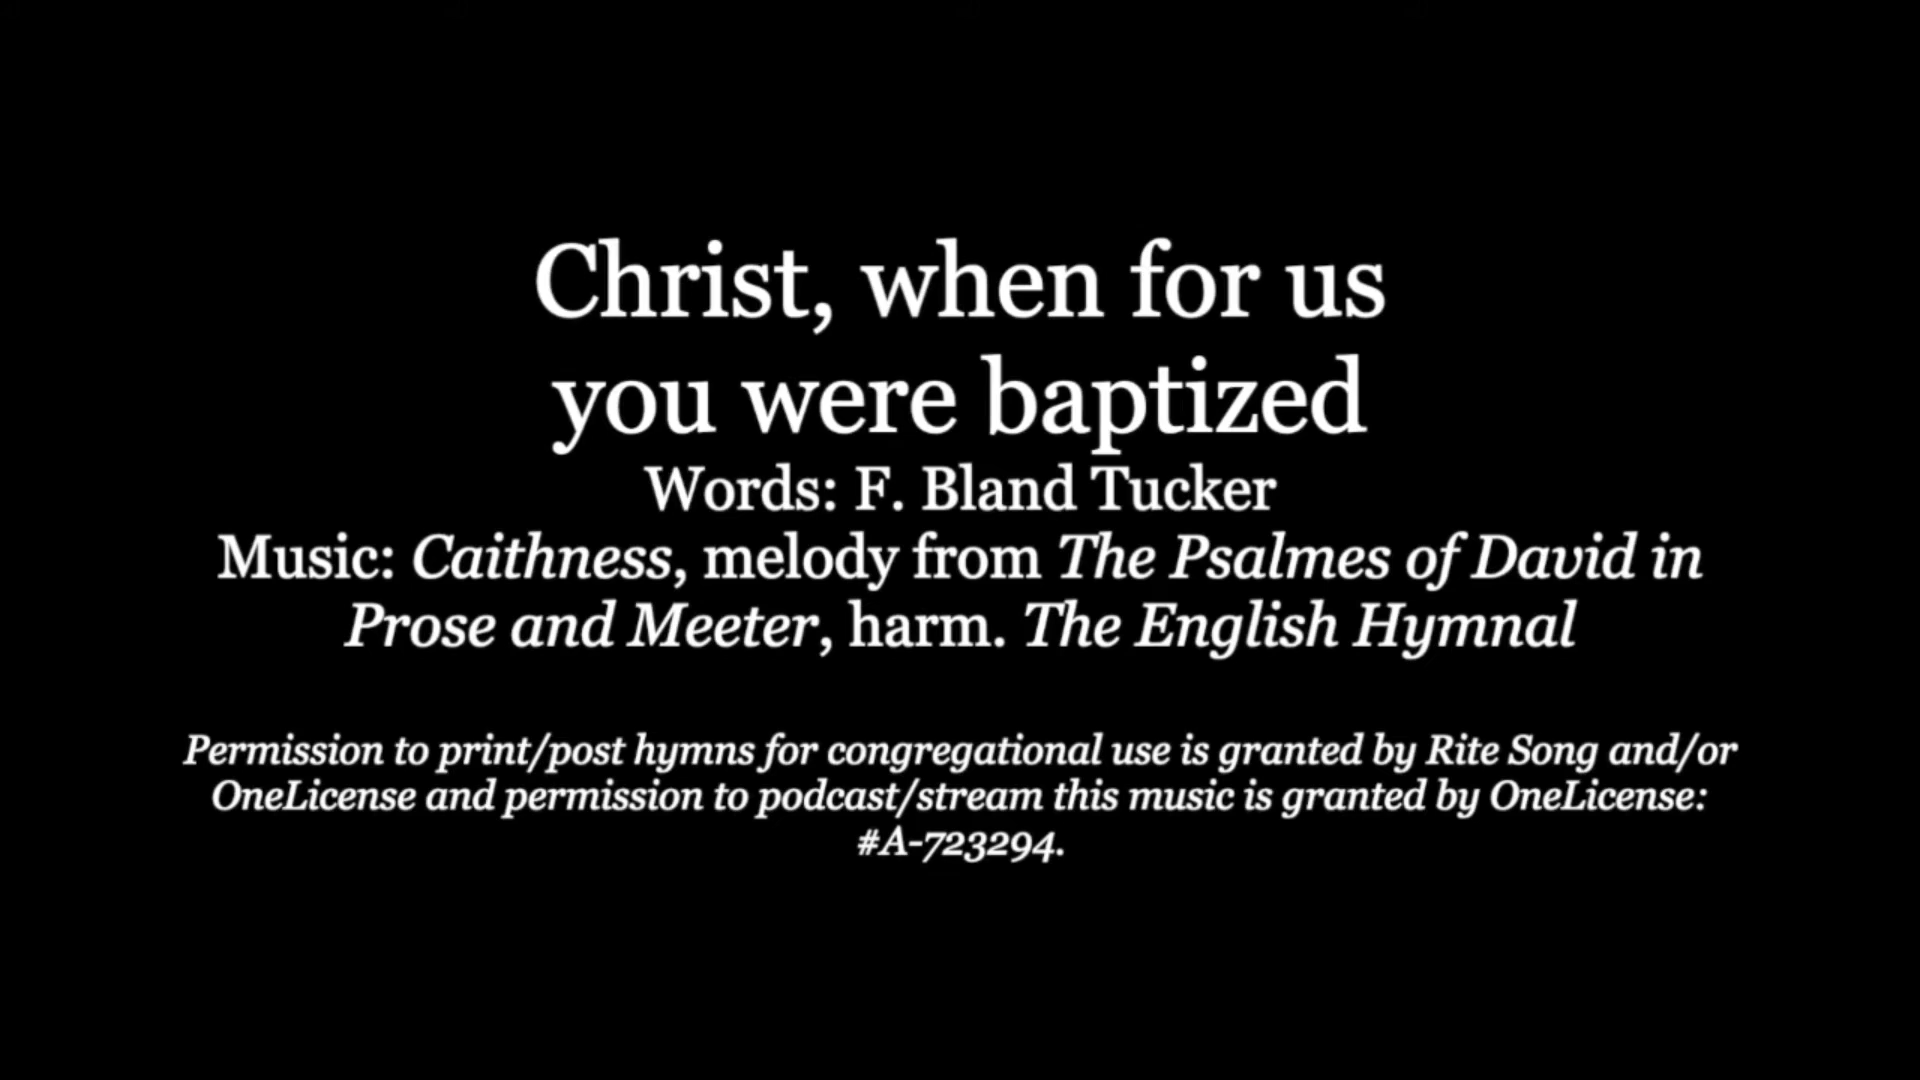 Christ, when for us
you were baptized
Words: F. Bland Tucker
Music: Caithness, melody from The Psalmes of David in
Prose and Meeter, harm. The English Hymnal
Permission to print/post hymns for congregational use is granted by Rite Song and/or
OneLicense and permission to podcast/stream this music is granted by OneLicense:
#A-723294.